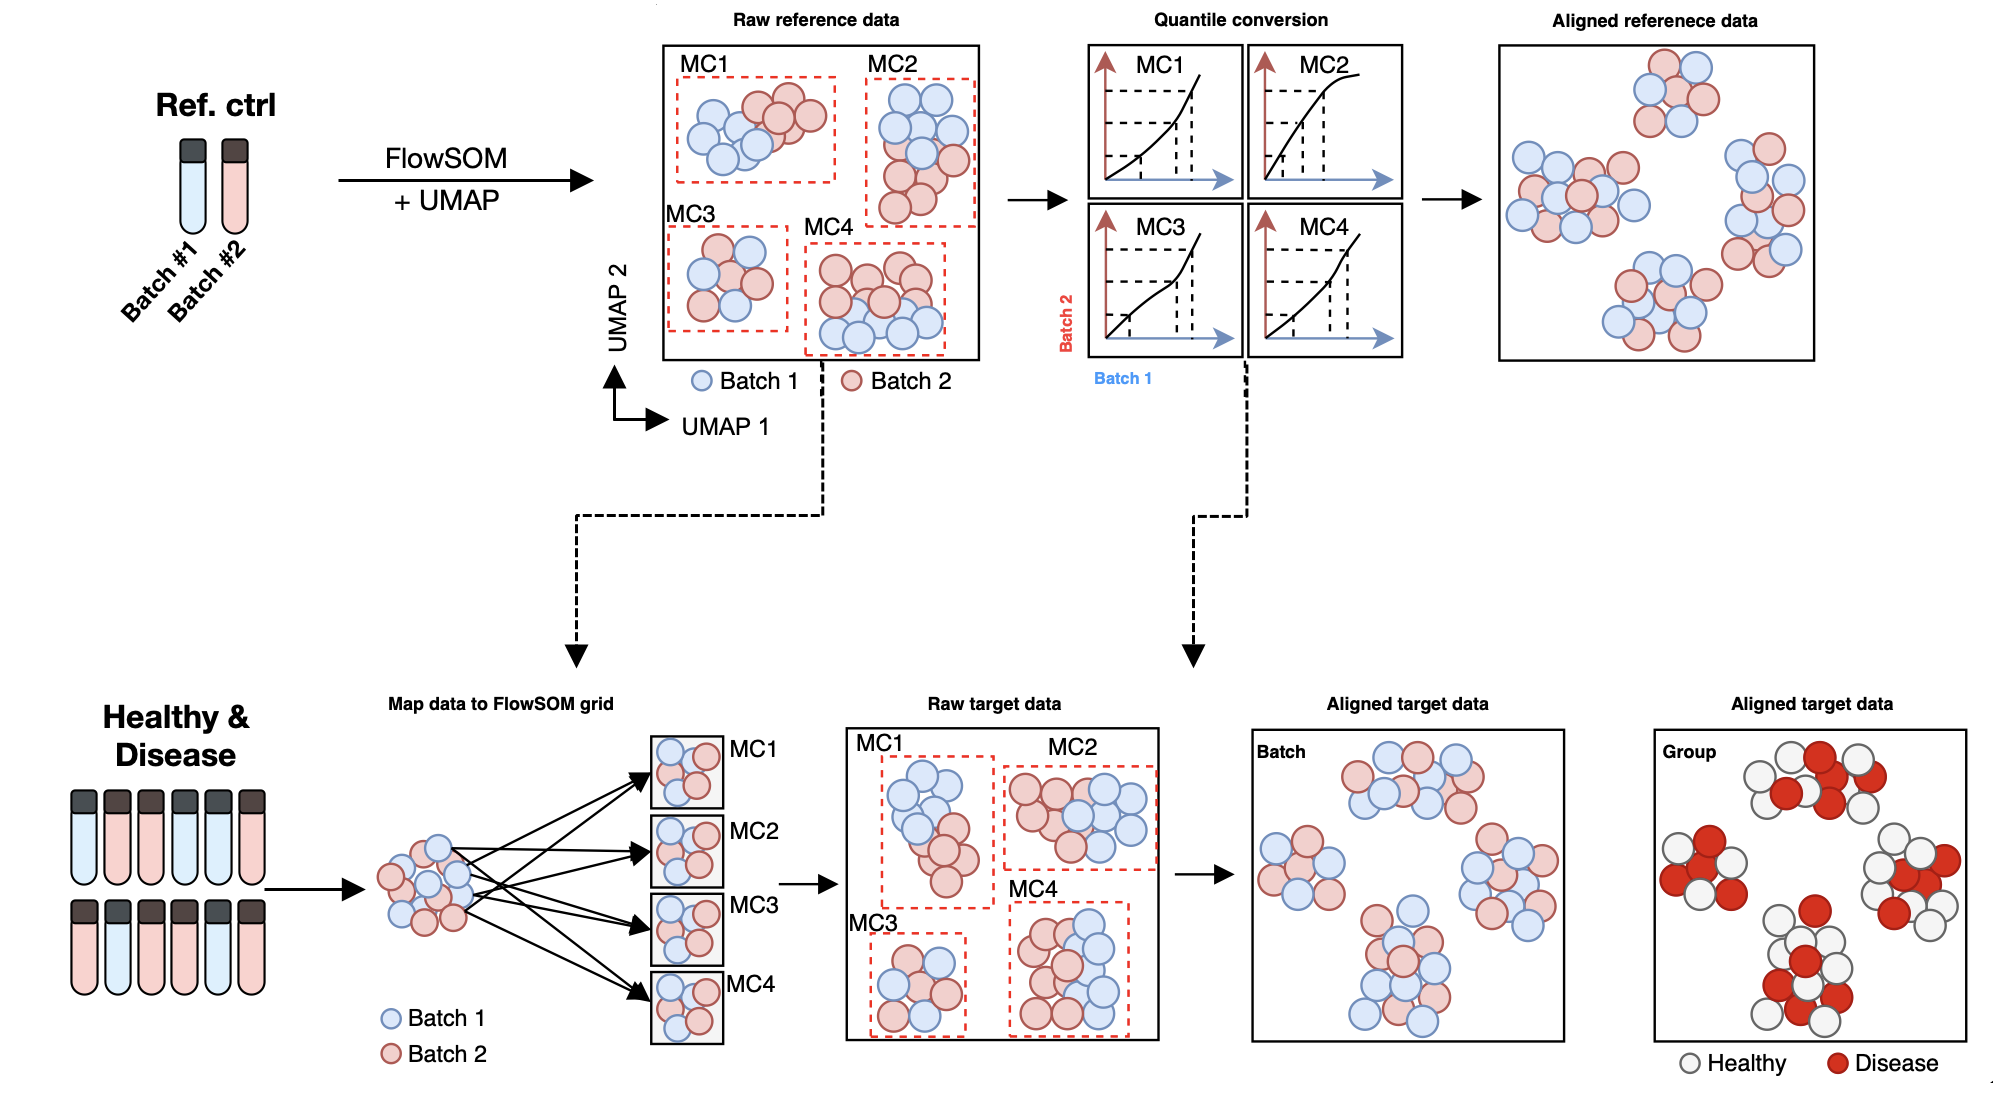 Raw reference data
Quantile conversion
Aligned referenece data
Ref. ctrl
Batch #1
Batch #2
FlowSOM
+ UMAP
MC1
MC2
MC3
MC4
UMAP 2
UMAP 1
Batch 1
Batch 2
MC1
MC2
MC3
MC4
Batch 2
Batch 1
Healthy &
Disease
Map data to FlowSOM grid
MC1
MC2
MC3
MC4
Batch 1
Batch 2
Raw target data
MC1
MC2
MC3
MC4
Aligned target data
Batch
Aligned target data
Group
Healthy
Disease